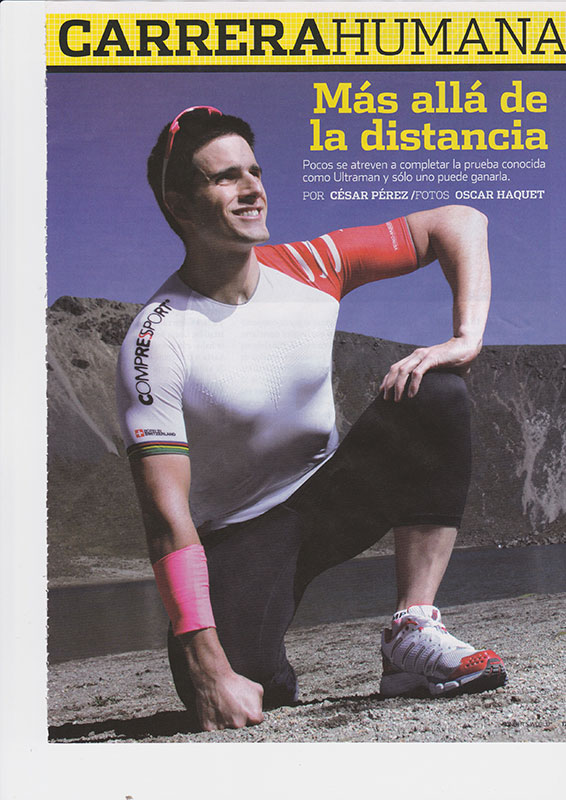 CARRERAHUMANA
Más allá de
la distancia
Pocos se atreven a completar la prueba conocida
como Ultraman y sólo uno puede ganarla.
POR CÉSAR PÉREZ /FOTOS OSCAR HAQUET
COMPRESSPORT
SWITZERLAND